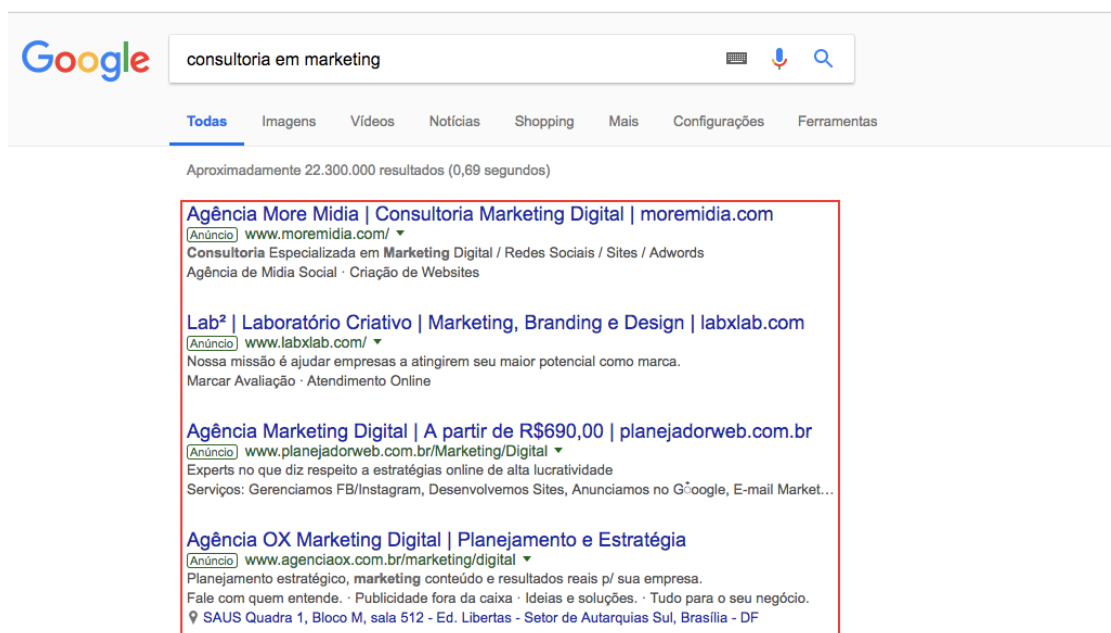 Google
consultoria em marketing
Todas Imagens Vídeos Notícias Shopping Mais Configurações Ferramentas
Aproximadamente 22.300.000 resultados (0,69 segundos)
Agência More Midia | Consultoria Marketing Digital | moremidia.com
Anúncio www.moremidia.com/
Consultoria Especializada em Marketing Digital / Redes Sociais / Sites / Adwords
Agência de Midia Social · Criação de Websites
Lab² | Laboratório Criativo | Marketing, Branding e Design | labxlab.com
Anúncio www.labxlab.com/
Nossa missão é ajudar empresas a atingirem seu maior potencial como marca.
Marcar Avaliação · Atendimento Online
Agência Marketing Digital | A partir de R$690,00 | planejadorweb.com.br
Anúncio www.planejadorweb.com.br/Marketing/Digital
Experts no que diz respeito a estratégias online de alta lucratividade
Serviços: Gerenciamos FB/Instagram, Desenvolvemos Sites, Anunciamos no Google, E-mail Market...
Agência OX Marketing Digital | Planejamento e Estratégia
Anúncio www.agenciaox.com.br/marketing/digital
Planejamento estratégico, marketing conteúdo e resultados reais p/ sua empresa.
Fale com quem entende. · Publicidade fora da caixa · Ideias e soluções. · Tudo para o seu negócio.
SAUS Quadra 1, Bloco M, sala 512 - Ed. Libertas - Setor de Autarquias Sul, Brasília - DF